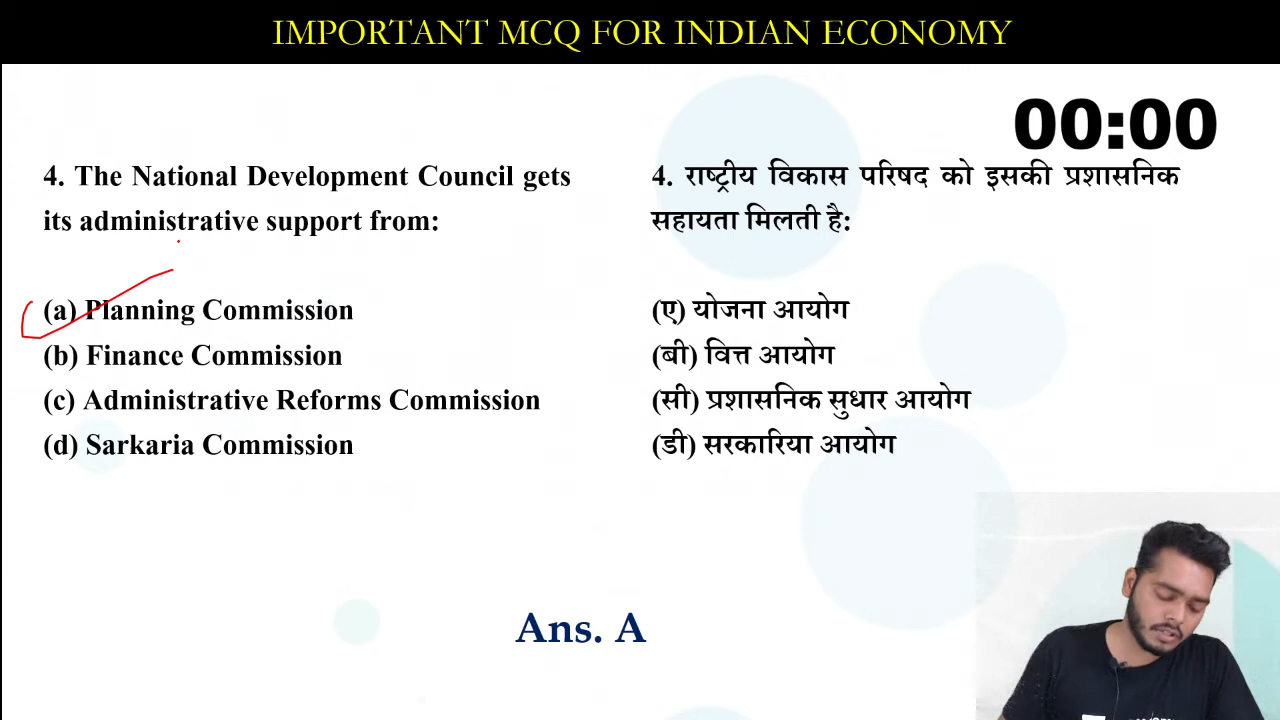 IMPORTANT MCQ FOR INDIAN ECONOMY
00:00
4. The National Development Council gets
its administrative support from:
(a) Planning Commission
(b) Finance Commission
(c) Administrative Reforms Commission
(d) Sarkaria Commission
4. राष्ट्रीय विकास परिषद को इसकी प्रशासनिक
सहायता मिलती है:
(ए) योजना आयोग
(बी) वित्त आयोग
(सी) प्रशासनिक सुधार आयोग
(डी) सरकारिया आयोग
Ans. A